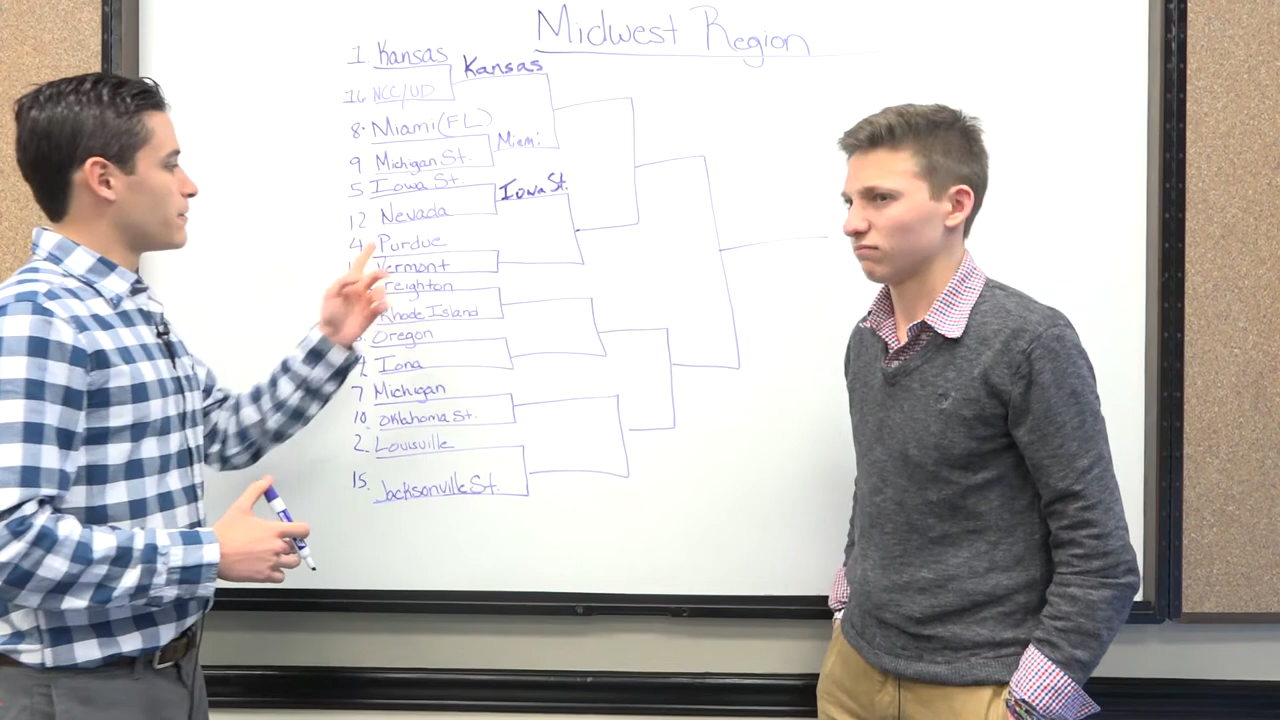 Midwest Region
1. Kansas
Kansas
16 NCC/UD
8. Miami (FL)
Miami
9 Michigan St.
5 Iowa St.
Iowa St.
12 Nevada
4 Purdue
Vermont
reighton
Rhode Island
Oregon
Iona
7 Michigan
10. Oklahoma St.
2. Louisville
15. Jacksonville St.